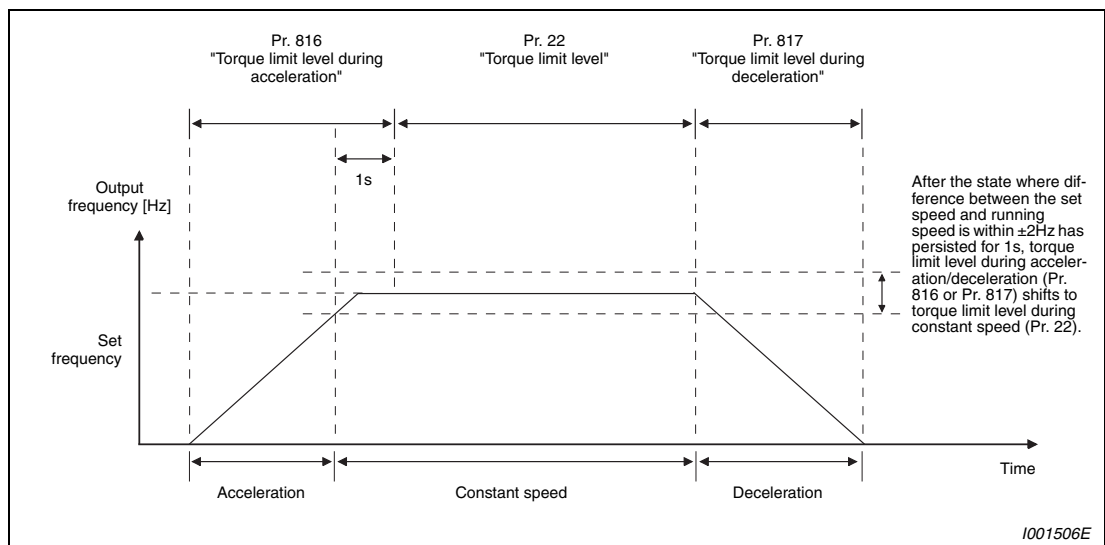 Pr. 816
"Torque limit level during
acceleration"
Pr. 22
"Torque limit level"
Pr. 817
"Torque limit level during
deceleration"
1s
Output
frequency [Hz]
After the state where dif-
ference between the set
speed and running
speed is within ±2Hz has
persisted for 1s, torque
limit level during acceler-
ation/deceleration (Pr.
816 or Pr. 817) shifts to
torque limit level during
constant speed (Pr. 22).
Set
frequency
Time
Acceleration
Constant speed
Deceleration
I001506E